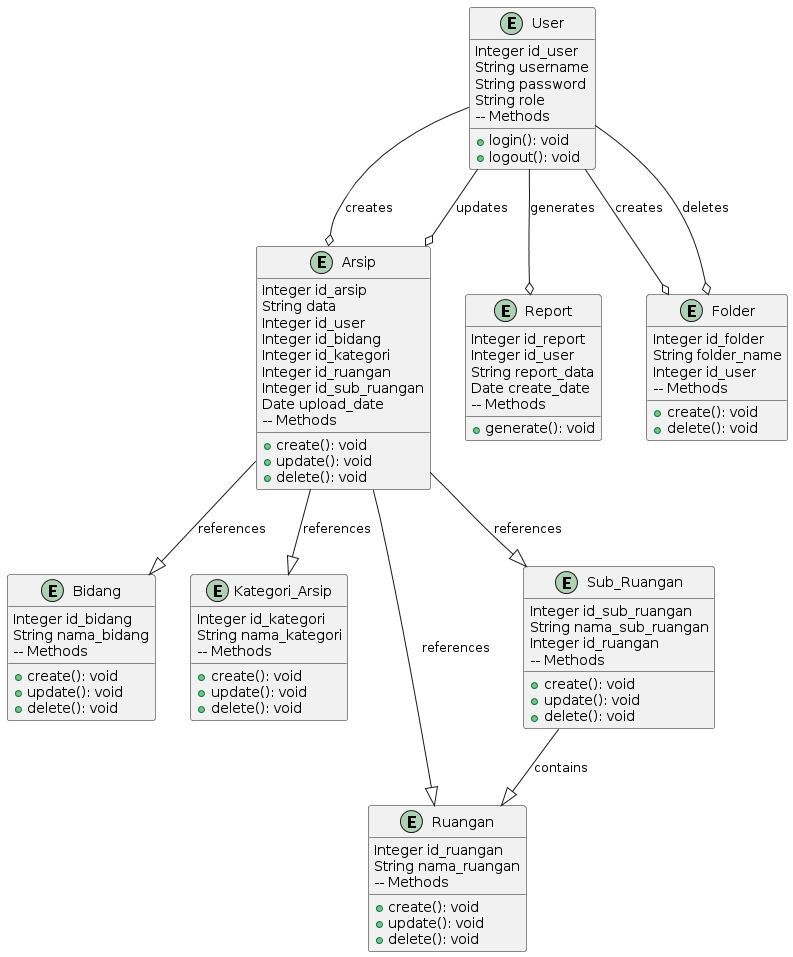 E User
Integer id_user
String username
String password
String role
-- Methods
login(): void
logout(): void
creates
updates
generates
creates
deletes
E Arsip
Integer id_arsip
String data
Integer id_user
Integer id_bidang
Integer id_kategori
Integer id_ruangan
Integer id_sub_ruangan
Date upload_date
-- Methods
create(): void
update(): void
delete(): void
E Report
Integer id_report
Integer id_user
String report_data
Date create_date
-- Methods
generate(): void
E Folder
Integer id_folder
String folder_name
Integer id_user
-- Methods
create(): void
delete(): void
references
references
references
references
E Bidang
Integer id_bidang
String nama_bidang
-- Methods
create(): void
update(): void
delete(): void
E Kategori_Arsip
Integer id_kategori
String nama_kategori
-- Methods
create(): void
update(): void
delete(): void
E Sub_Ruangan
Integer id_sub_ruangan
String nama_sub_ruangan
Integer id_ruangan
-- Methods
create(): void
update(): void
delete(): void
contains
E Ruangan
Integer id_ruangan
String nama_ruangan
-- Methods
create(): void
update(): void
delete(): void